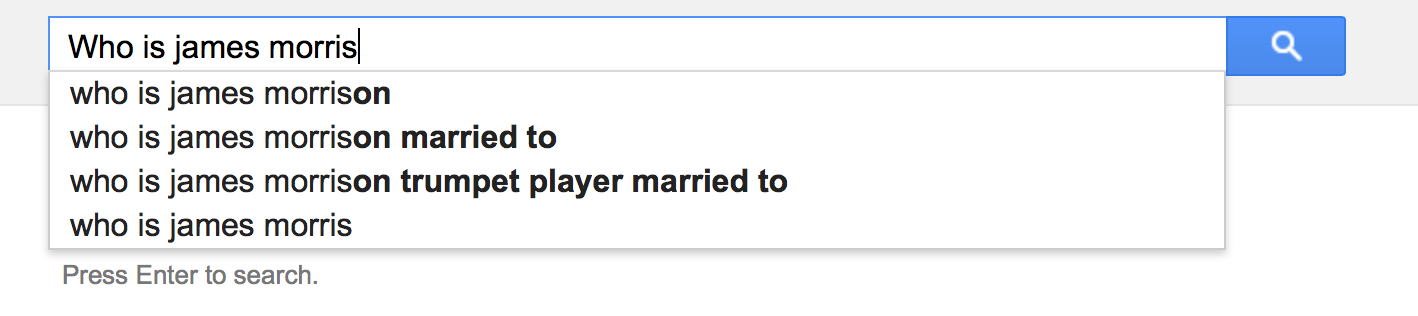 Who is james morris
who is james morrison
who is james morrison married to
who is james morrison trumpet player married to
who is james morris
Press Enter to search.